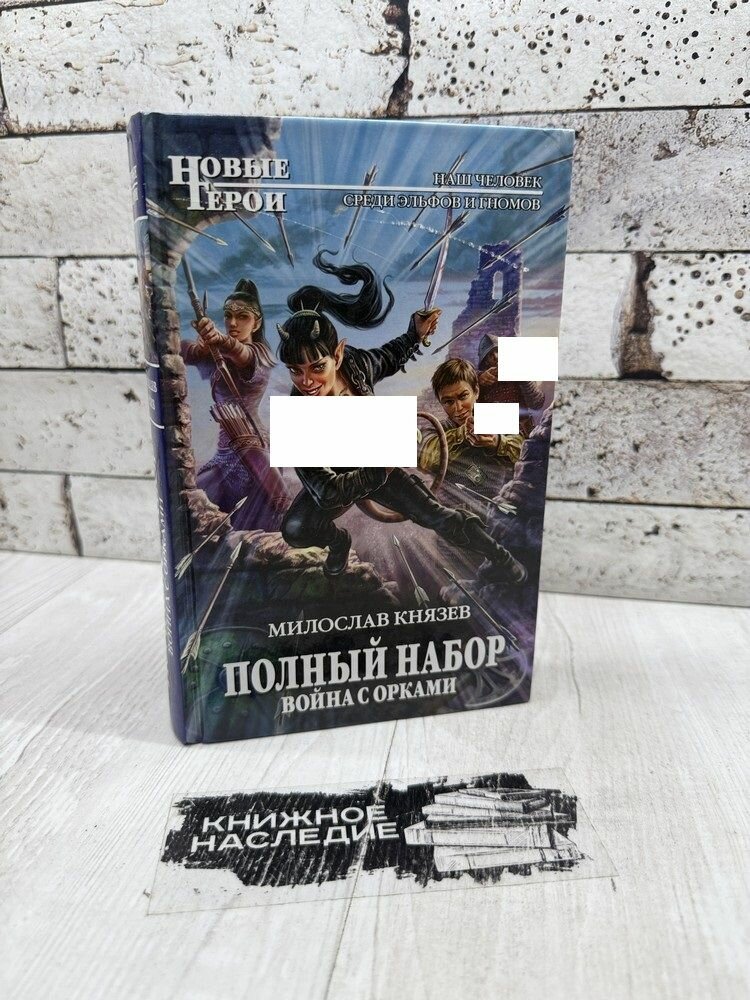 НОВЫЕ
ГЕРОИ
НАШ ЧЕЛОВЕК
СРЕДИ ЭЛЬФОВ И ГНОМОВ
МИЛОСЛАВ КНЯЗЕВ
ПОЛНЫЙ НАБОР
ВОЙНА С ОРКАМИ
КНИЖНОЕ
НАСЛЕДИЕ